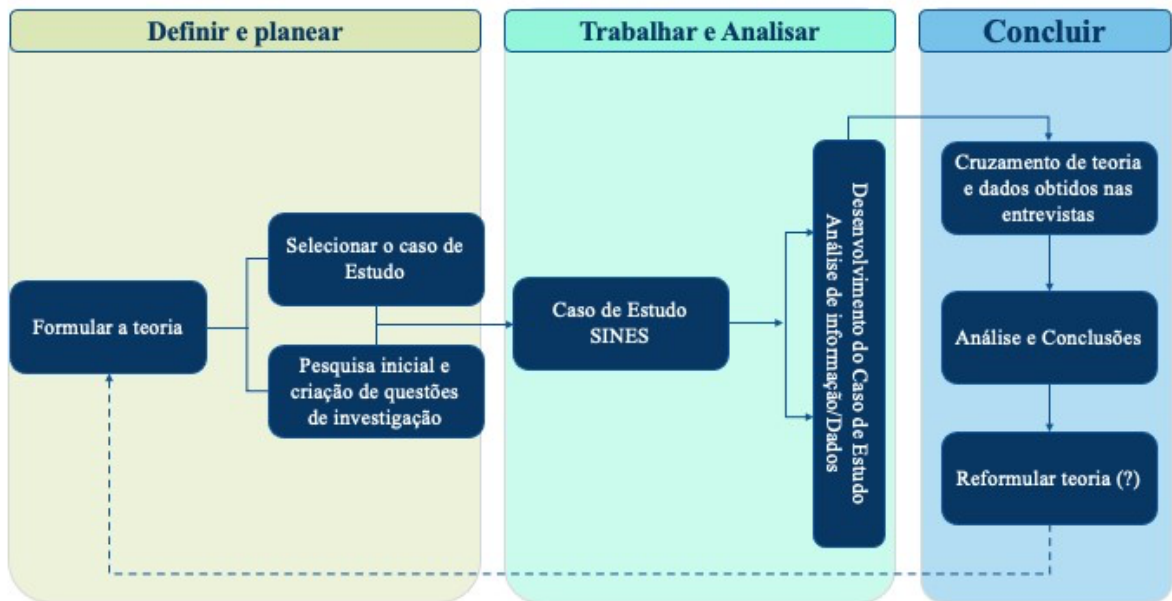 Definir e planear
Trabalhar e Analisar
Concluir
Formular a teoria
Selecionar o caso de
Estudo
Pesquisa inicial e
criação de questões
de investigação
Caso de Estudo
SINES
Desenvolvimento do Caso de Estudo
Análise de informação/Dados
Cruzamento de teoria
e dados obtidos nas
entrevistas
Análise e Conclusões
Reformular teoria (?)